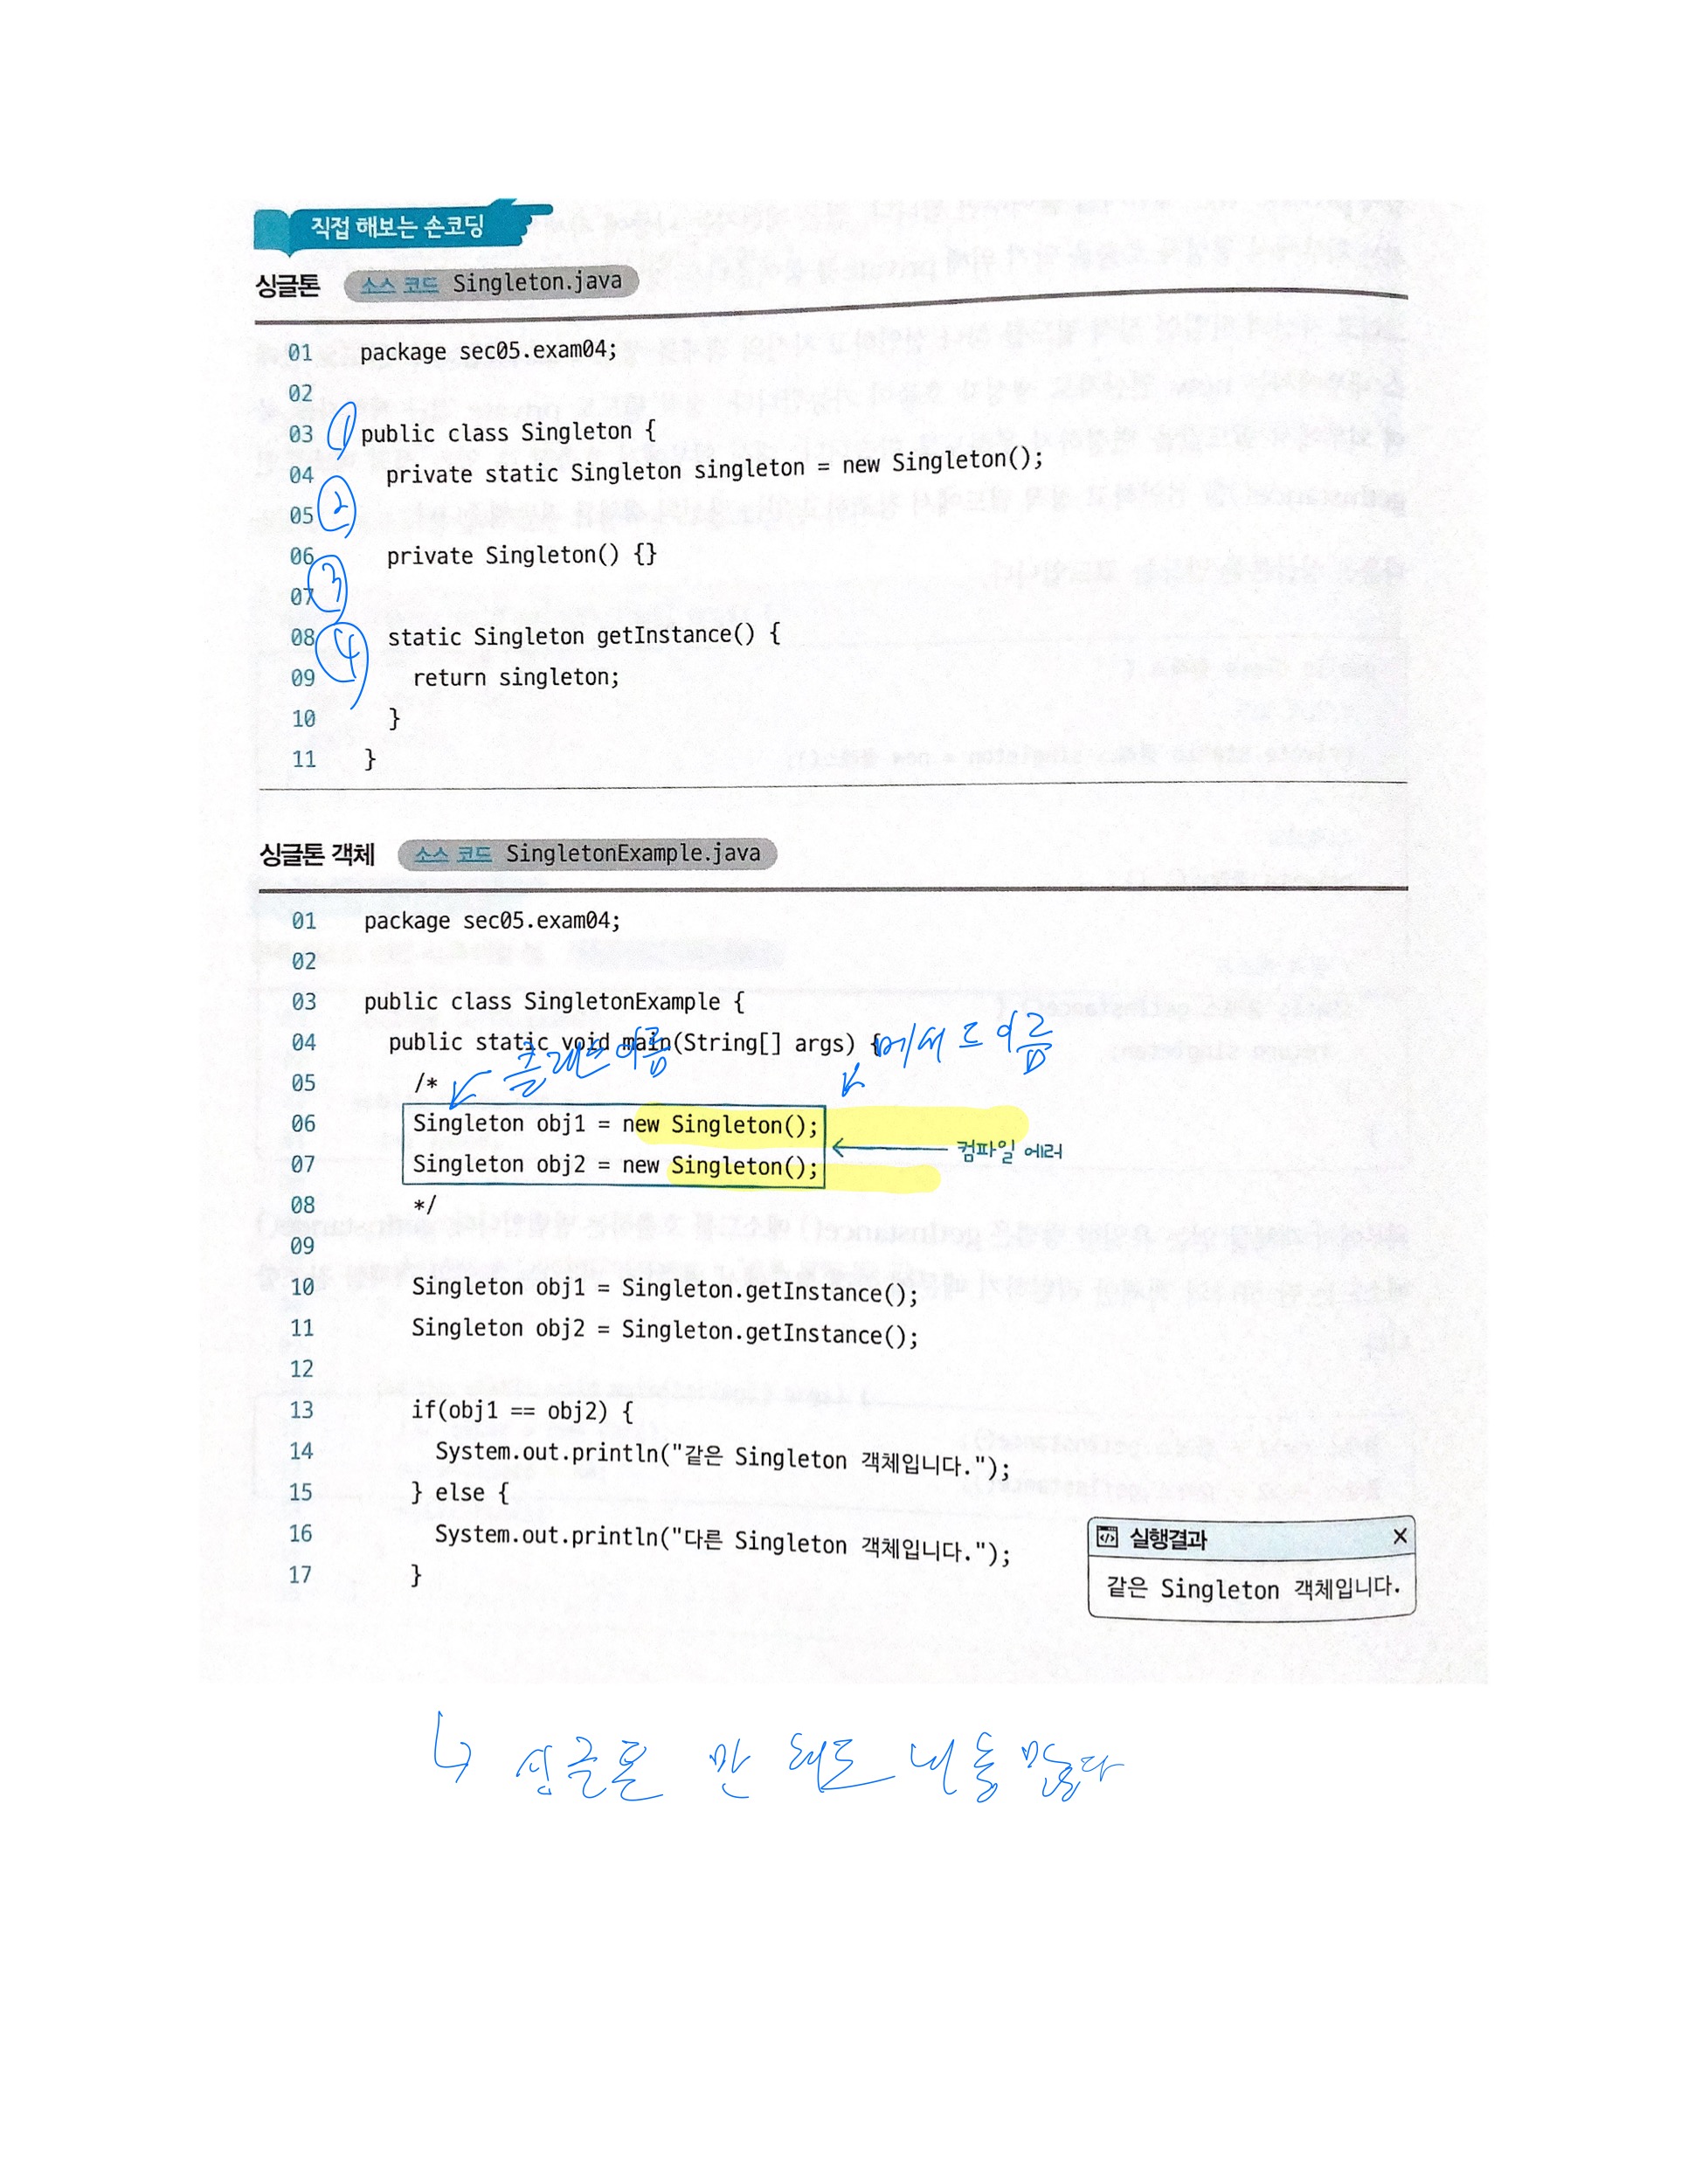 직접 해보는 손코딩
싱글톤 소스 코드 Singleton.java
01 package sec05.exam04;
02
03 ① public class Singleton {
04 private static Singleton singleton = new Singleton();
05 ②
06 private Singleton() {}
07 ③
08 static Singleton getInstance() {
09 ④ return singleton;
10 }
11 }
싱글톤 객체 소스 코드 SingletonExample.java
01 package sec05.exam04;
02
03 public class SingletonExample {
04 public static void main(String[] args) {
클래스이름 메서드이름
05 /*
06 Singleton obj1 = new Singleton();
컴파일 에러
07 Singleton obj2 = new Singleton();
08 */
09
10 Singleton obj1 = Singleton.getInstance();
11 Singleton obj2 = Singleton.getInstance();
12
13 if(obj1 == obj2) {
14 System.out.println("같은 Singleton 객체입니다.");
15 } else {
16 System.out.println("다른 Singleton 객체입니다.");
17 }
실행결과 X
같은 Singleton 객체입니다.
↳ 싱글톤 만 해도 내용 많다